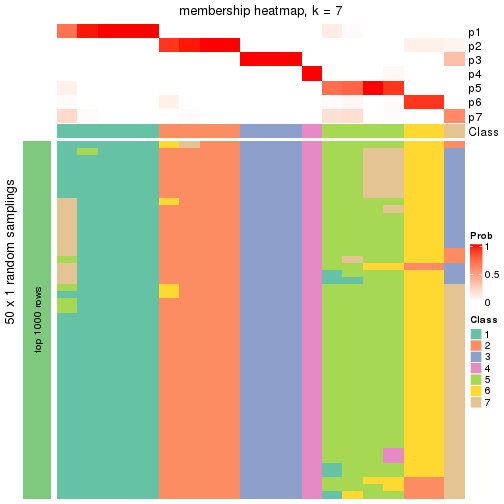 membership heatmap, k = 7
p1
p2
p3
p4
p5
p6
p7
Class
50 x 1 random samplings
top 1000 rows
Prob
1
0.5
0
Class
1
2
3
4
5
6
7